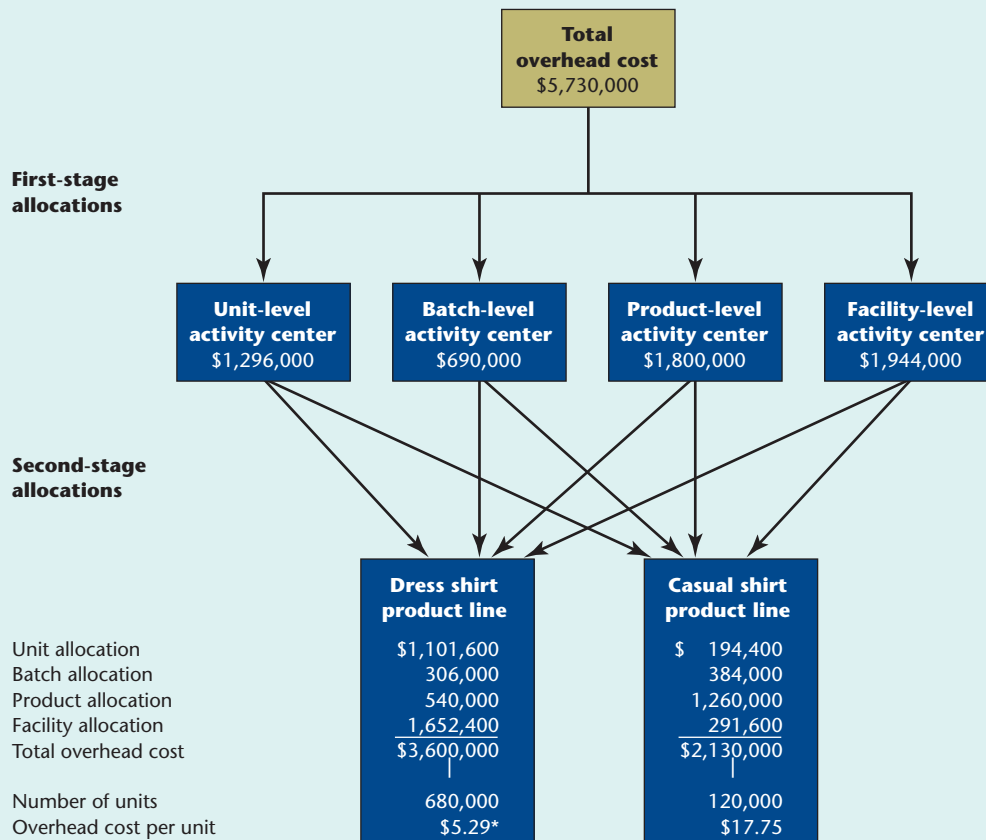 Total
overhead cost
$5,730,000
First-stage
allocations
Unit-level
activity center
$1,296,000
Batch-level
activity center
$690,000
Product-level
activity center
$1,800,000
Facility-level
activity center
$1,944,000
Second-stage
allocations
Dress shirt
product line
Casual shirt
product line
Unit allocation $1,101,600 $ 194,400
Batch allocation 306,000 384,000
Product allocation 540,000 1,260,000
Facility allocation 1,652,400 291,600
Total overhead cost $3,600,000 $2,130,000
Number of units 680,000 120,000
Overhead cost per unit $5.29* $17.75